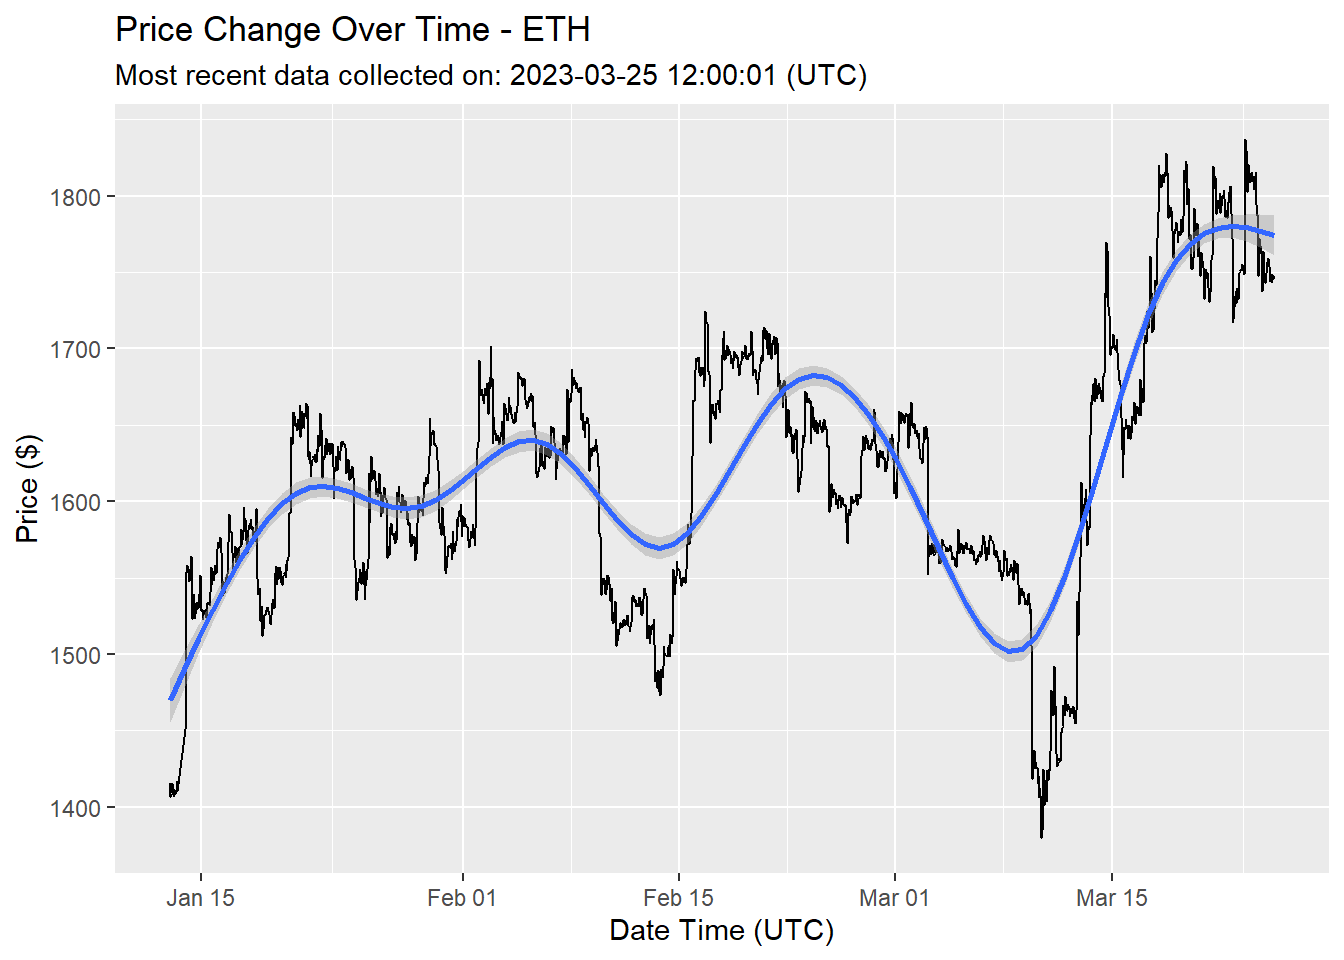 Price Change Over Time - ETH
Most recent data collected on: 2023-03-25 12:00:01 (UTC)
Price ($)
1800
1700
1600
1500
1400
Jan 15
Feb 01
Feb 15
Mar 01
Mar 15
Date Time (UTC)